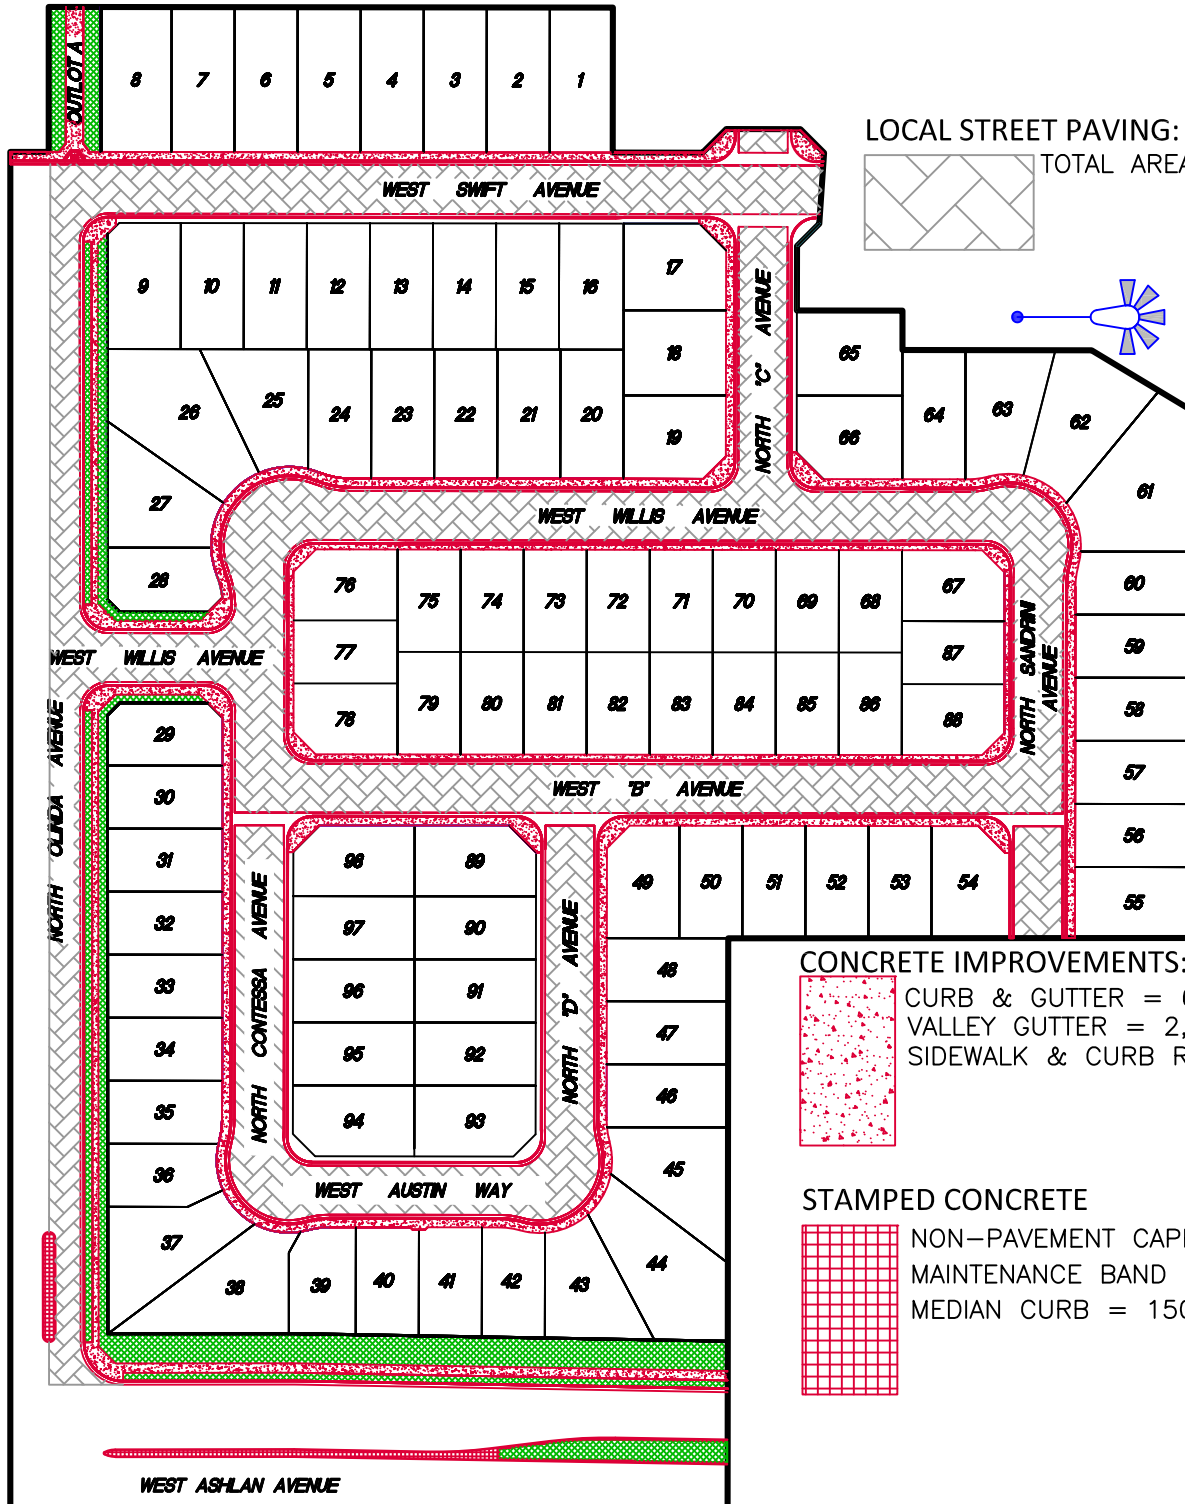 OUTLOT A
8 7 6 5 4 3 2 1
LOCAL STREET PAVING:
TOTAL AREA
WEST SWIFT AVENUE
9 10 11 12 13 14 15 16
17
18
19
NORTH "C" AVENUE
26 25 24 23 22 21 20
27
28
65
66
64 63 62
61
60
59
58
57
56
55
WEST WILLIS AVENUE
76
77
78
75 74 73 72 71 70 69 68
67
87
88
79 80 81 82 83 84 85 86
NORTH SANDRINI
AVENUE
WEST WILLIS AVENUE
NORTH OLINDA AVENUE
WEST "B" AVENUE
29
30
31
32
33
34
35
36
37
38
39 40 41 42 43
44
45
46
47
48
49 50 51 52 53 54
NORTH CONTESSA AVENUE
98 89
97 90
96 91
95 92
94 93
NORTH "D" AVENUE
WEST AUSTIN WAY
CONCRETE IMPROVEMENTS:
CURB & GUTTER =
VALLEY GUTTER = 2,
SIDEWALK & CURB R
STAMPED CONCRETE
NON-PAVEMENT CAP
MAINTENANCE BAND
MEDIAN CURB = 150
WEST ASHLAN AVENUE